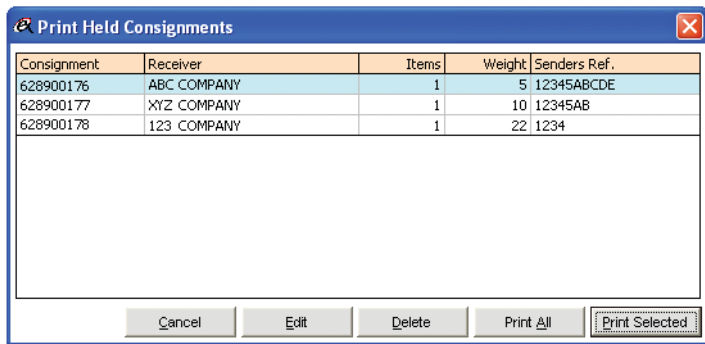 Print Held Consignments
Consignment Receiver Items Weight Senders Ref.
628900176 ABC COMPANY 1 5 12345ABCDE
628900177 XYZ COMPANY 1 10 12345AB
628900178 123 COMPANY 1 22 1234
Cancel Edit Delete Print All Print Selected